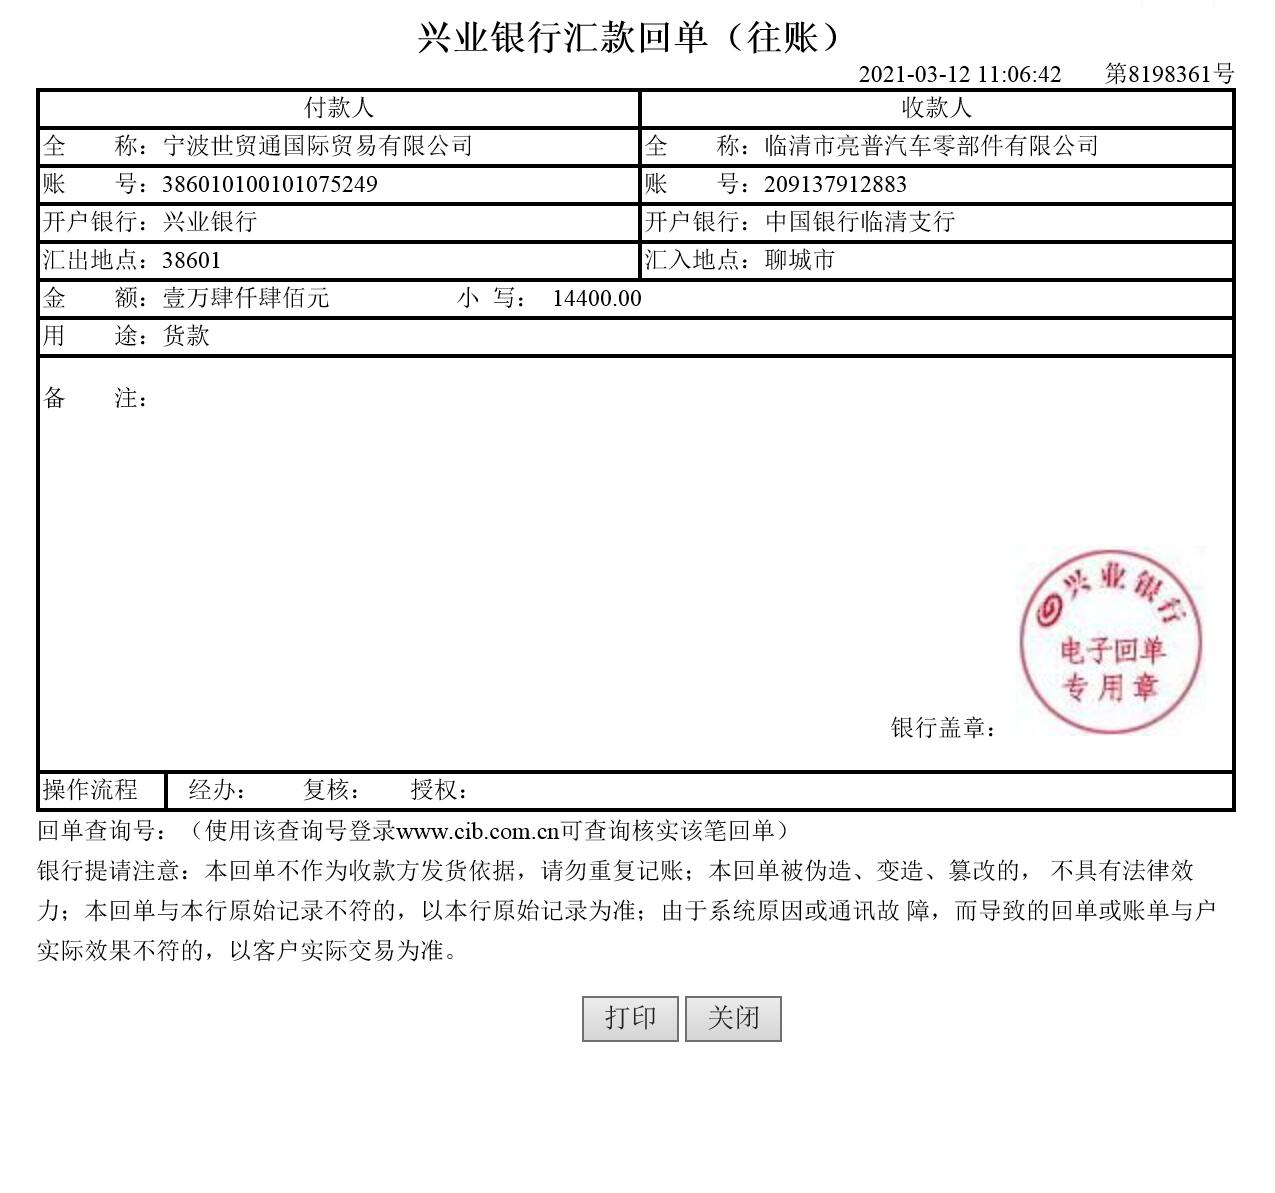 兴业银行汇款回单（往账）
2021-03-12 11:06:42 第8198361号
付款人 收款人
全 称：宁波世贸通国际贸易有限公司 全 称：临清市亮普汽车零部件有限公司
账 号：386010100101075249 账 号：209137912883
开户银行：兴业银行 开户银行：中国银行临清支行
汇出地点：38601 汇入地点：聊城市
金 额：壹万肆仟肆佰元 小 写： 14400.00
用 途：货款
备 注：
兴业银行
电子回单
专用章
银行盖章：
操作流程 经办： 复核： 授权：
回单查询号：（使用该查询号登录www.cib.com.cn可查询核实该笔回单）
银行提请注意：本回单不作为收款方发货依据，请勿重复记账；本回单被伪造、变造、篡改的， 不具有法律效
力；本回单与本行原始记录不符的，以本行原始记录为准；由于系统原因或通讯故 障，而导致的回单或账单与户
实际效果不符的，以客户实际交易为准。
打印 关闭